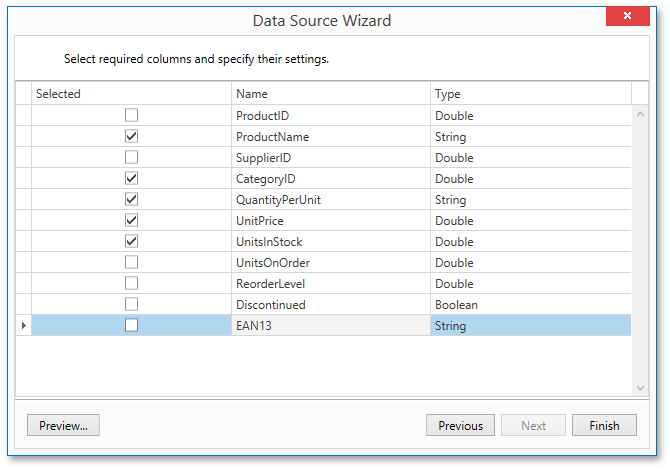 Data Source Wizard
Select required columns and specify their settings.
Selected Name Type
ProductID Double
ProductName String
SupplierID Double
CategoryID Double
QuantityPerUnit String
UnitPrice Double
UnitsInStock Double
UnitsOnOrder Double
ReorderLevel Double
Discontinued Boolean
EAN13 String
Preview... Previous Next Finish